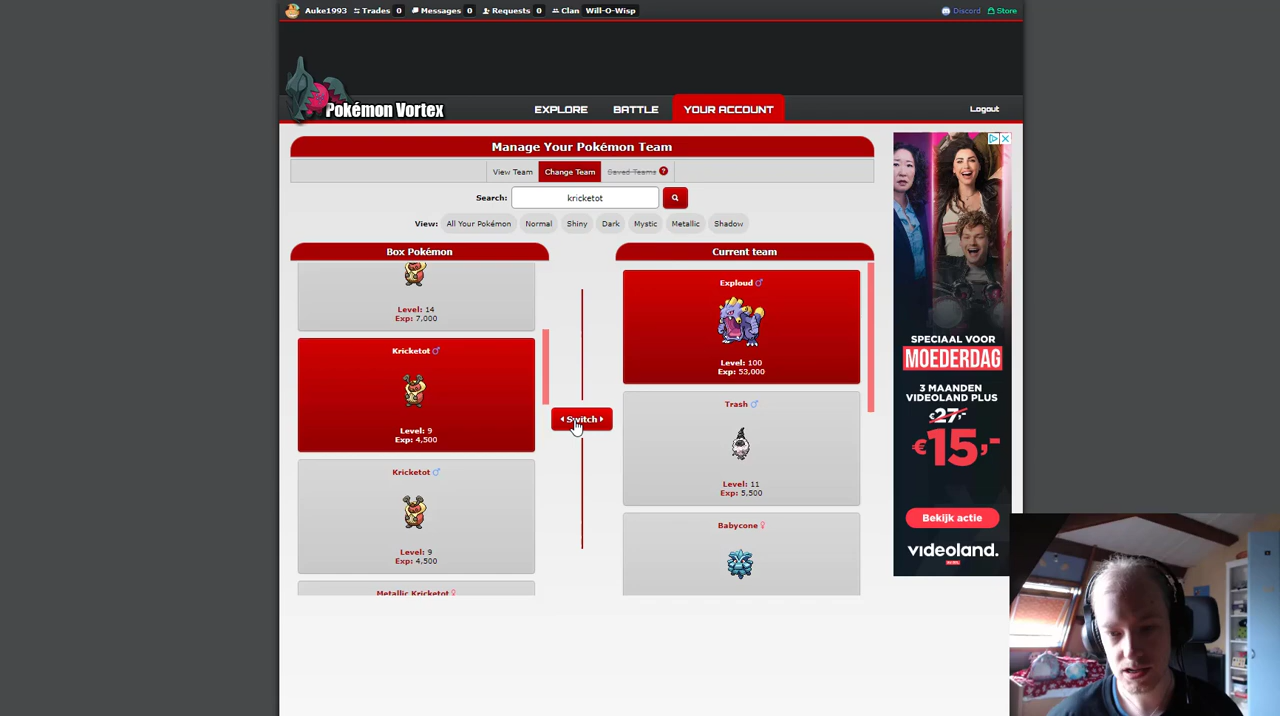 Auke1993 Trades 0 Messages 0 Requests 0 Clan Will-O-Wisp Discord Store
Pokémon Vortex EXPLORE BATTLE YOUR ACCOUNT Logout
Manage Your Pokémon Team
View Team Change Team Saved Teams ?
Search: kricketot
View: All Your Pokémon Normal Shiny Dark Mystic Metallic Shadow
Box Pokémon
Level: 14
Exp: 7,000
Kricketot ♂
Level: 9
Exp: 4,500
Kricketot ♂
Level: 9
Exp: 4,500
Metallic Kricketot ♀
Switch
Current team
Exploud ♂
Level: 100
Exp: 53,000
Trash ♂
Level: 11
Exp: 5,500
Babycone ♀
SPECIAAL VOOR
MOEDERDAG
3 MAANDEN
VIDEOLAND PLUS
€27,-
€15,-
Bekijk actie
videoland.